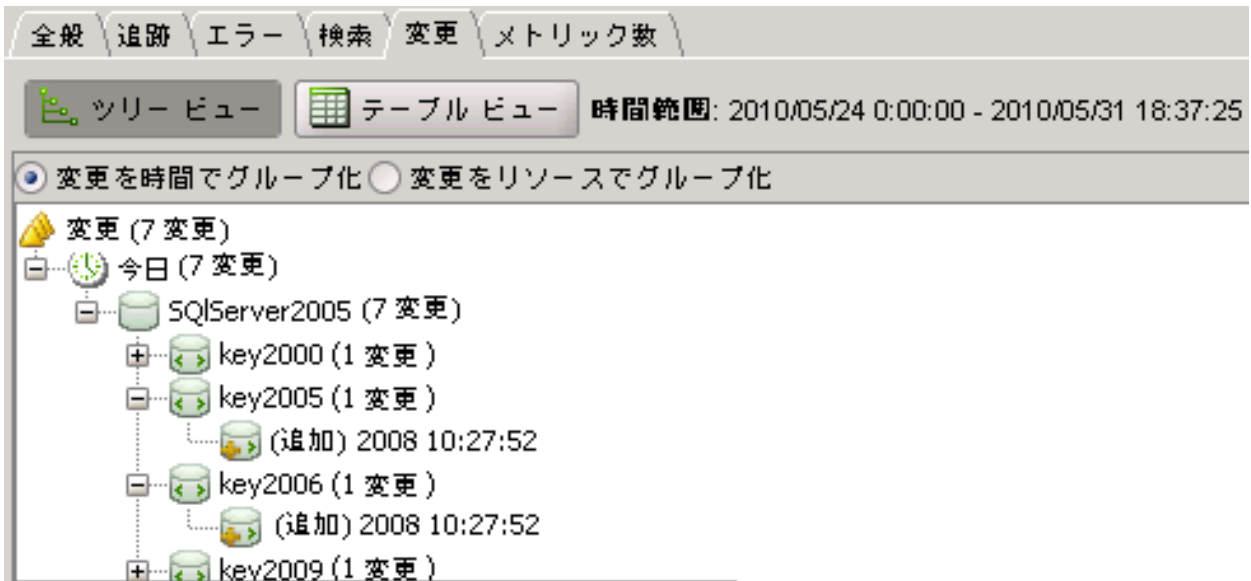 全般 追跡 エラー 検索 変更 メトリック数
ツリー ビュー テーブル ビュー 時間範囲: 2010/05/24 0:00:00 - 2010/05/31 18:37:25
変更を時間でグループ化 変更をリソースでグループ化
変更 (7 変更)
今日 (7 変更)
SQlServer2005 (7 変更)
key2000 (1 変更 )
key2005 (1 変更 )
(追加) 2008 10:27:52
key2006 (1 変更 )
(追加) 2008 10:27:52
key2009 (1 変更 )